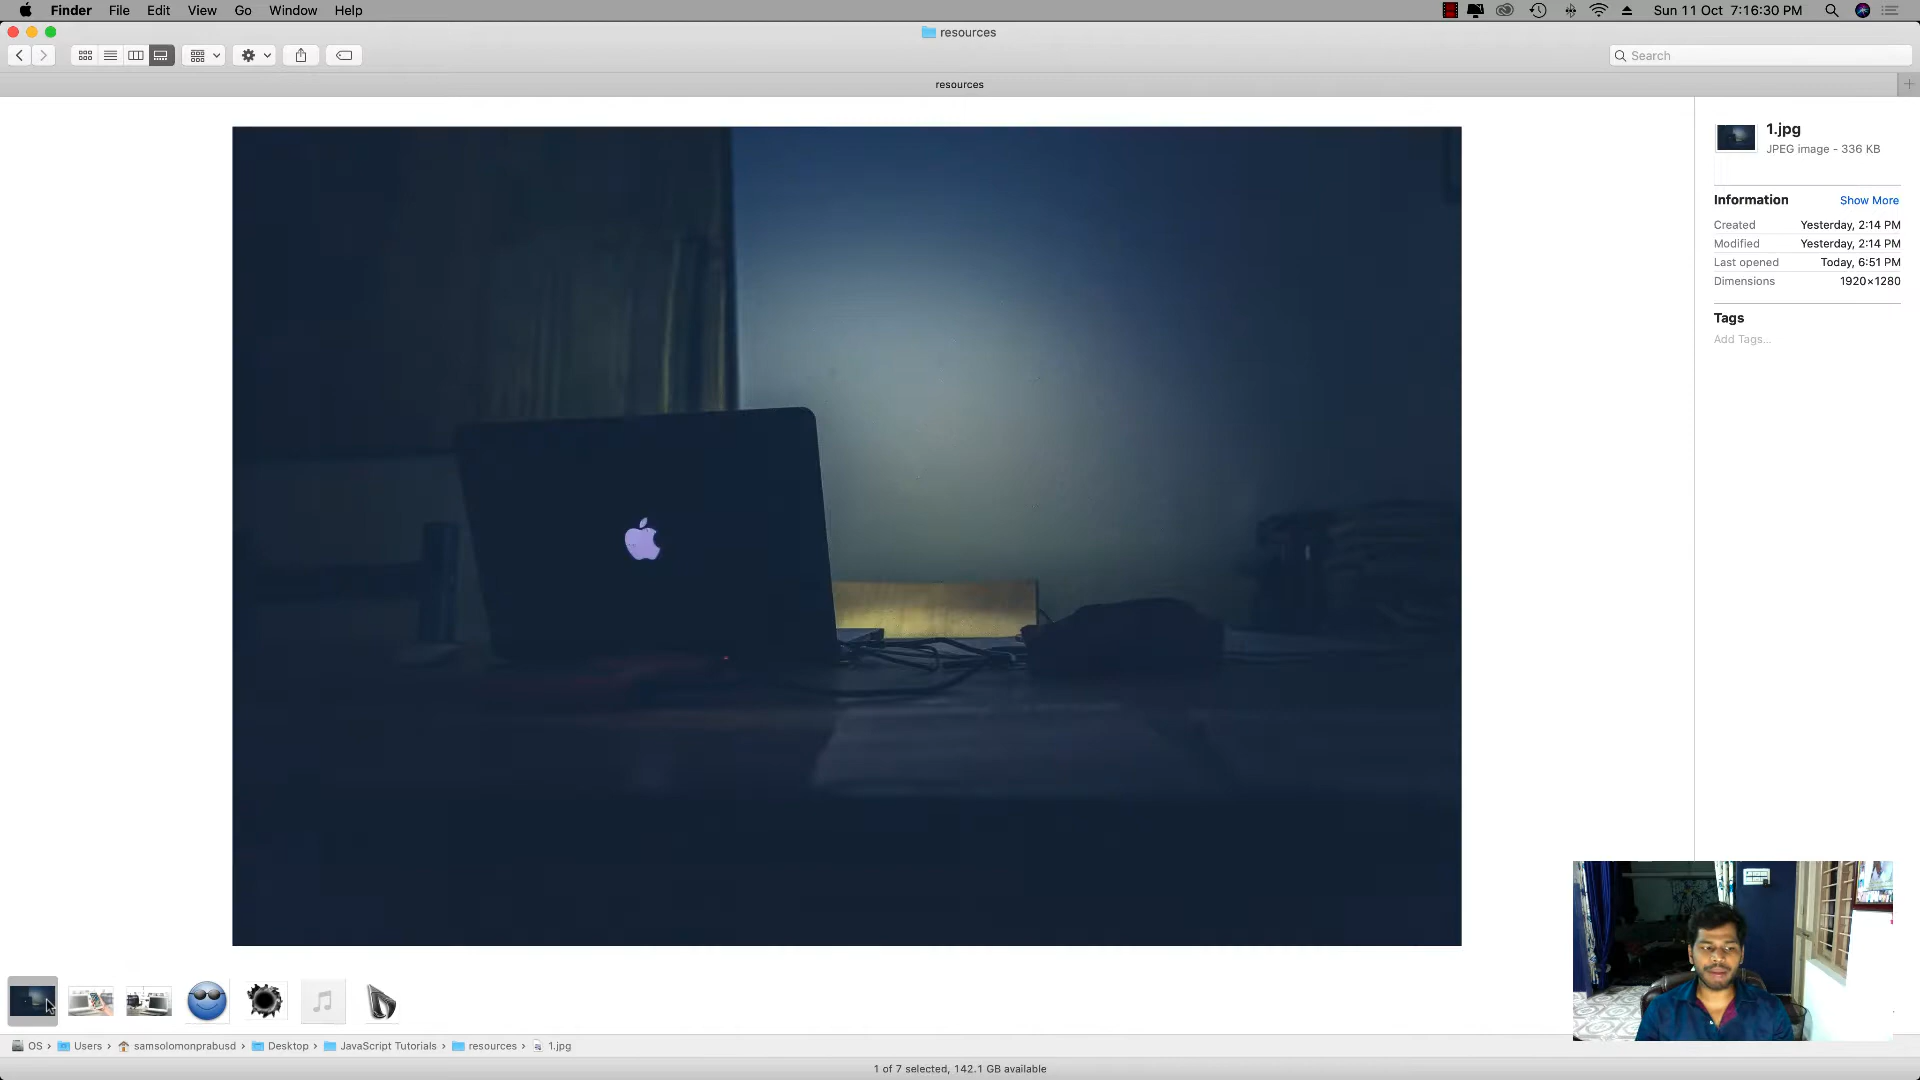 Finder File Edit View Go Window Help Sun 11 Oct 7:16:30 PM
resources
Search
resources
1.jpg
JPEG image - 336 KB
Information Show More
Created Yesterday, 2:14 PM
Modified Yesterday, 2:14 PM
Last opened Today, 6:51 PM
Dimensions 1920×1280
Tags
Add Tags...
OS › Users › samsolomonprabusd › Desktop › JavaScript Tutorials › resources › 1.jpg
1 of 7 selected, 142.1 GB available